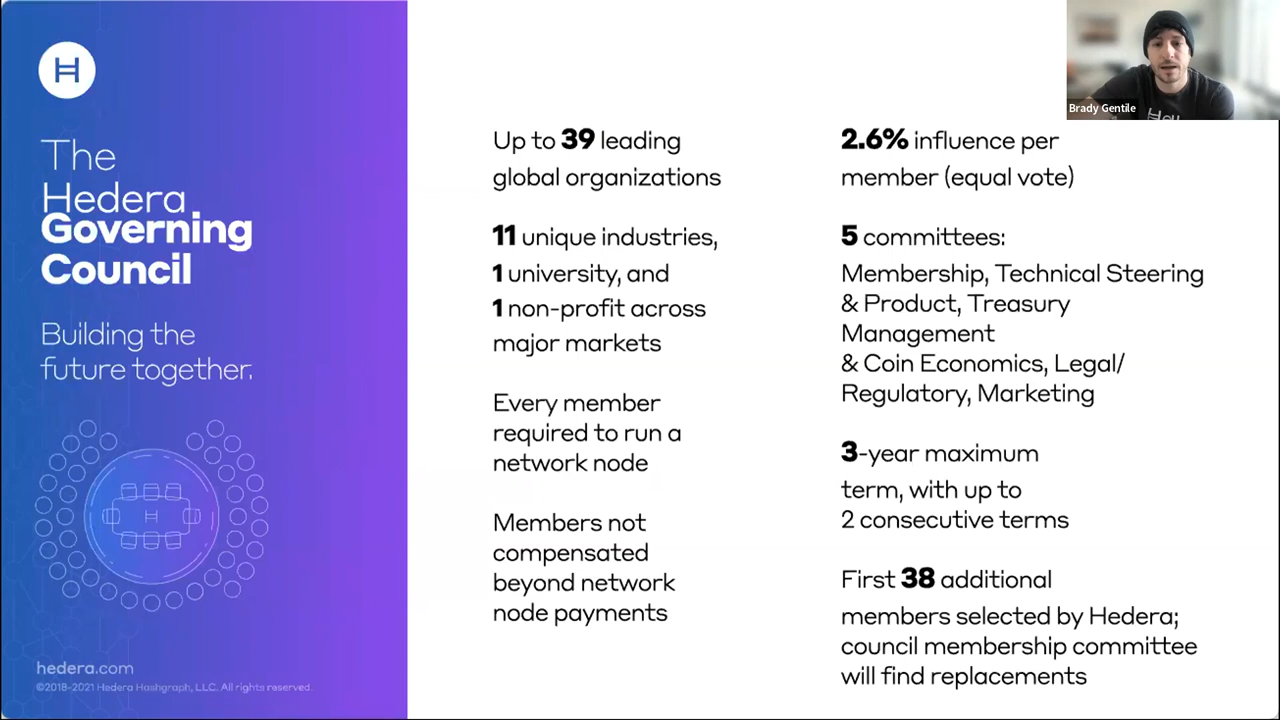 H
The
Hedera
Governing
Council
Building the
future together.
hedera.com
©2018-2021 Hedera Hashgraph, LLC. All rights reserved.
Up to 39 leading
global organizations
11 unique industries,
1 university, and
1 non-profit across
major markets
Every member
required to run a
network node
Members not
compensated
beyond network
node payments
2.6% influence per
member (equal vote)
5 committees:
Membership, Technical Steering
& Product, Treasury
Management
& Coin Economics, Legal/
Regulatory, Marketing
3-year maximum
term, with up to
2 consecutive terms
First 38 additional
members selected by Hedera;
council membership committee
will find replacements
Brady Gentile